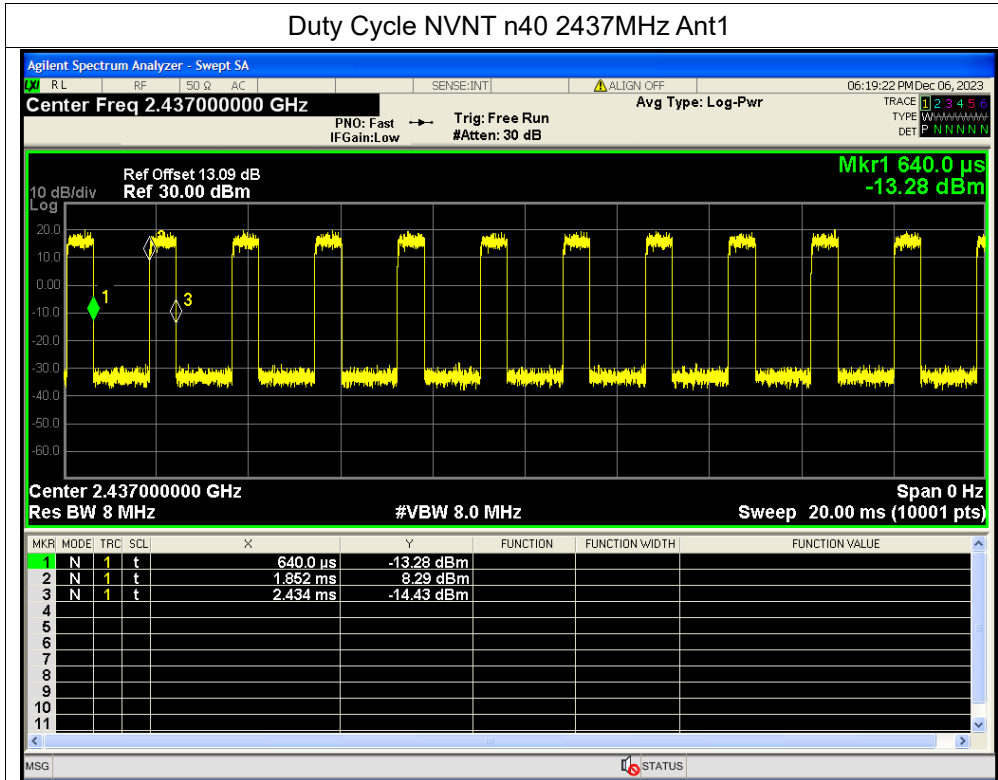 Duty Cycle NVNT n40 2437MHz Ant1
Agilent Spectrum Analyzer - Swept SA
LXI RL RF 50 Ω AC SENSE:INT ALIGN OFF 06:19:22 PM Dec 06, 2023
Center Freq 2.437000000 GHz Avg Type: Log-Pwr TRACE 1 2 3 4 5 6
PNO: Fast Trig: Free Run TYPE WWWWWW
IFGain:Low #Atten: 30 dB DET P N N N N N
Mkr1 640.0 µs
Ref Offset 13.09 dB
10 dB/div Ref 30.00 dBm -13.28 dBm
Log
20.0
10.0
0.00
-10.0
-20.0
-30.0
-40.0
-50.0
-60.0
1
2
3
Center 2.437000000 GHz Span 0 Hz
Res BW 8 MHz #VBW 8.0 MHz Sweep 20.00 ms (10001 pts)
MKR MODE TRC SCL X Y FUNCTION FUNCTION WIDTH FUNCTION VALUE
1 N 1 t 640.0 µs -13.28 dBm
2 N 1 t 1.852 ms 8.29 dBm
3 N 1 t 2.434 ms -14.43 dBm
4
5
6
7
8
9
10
11
MSG STATUS